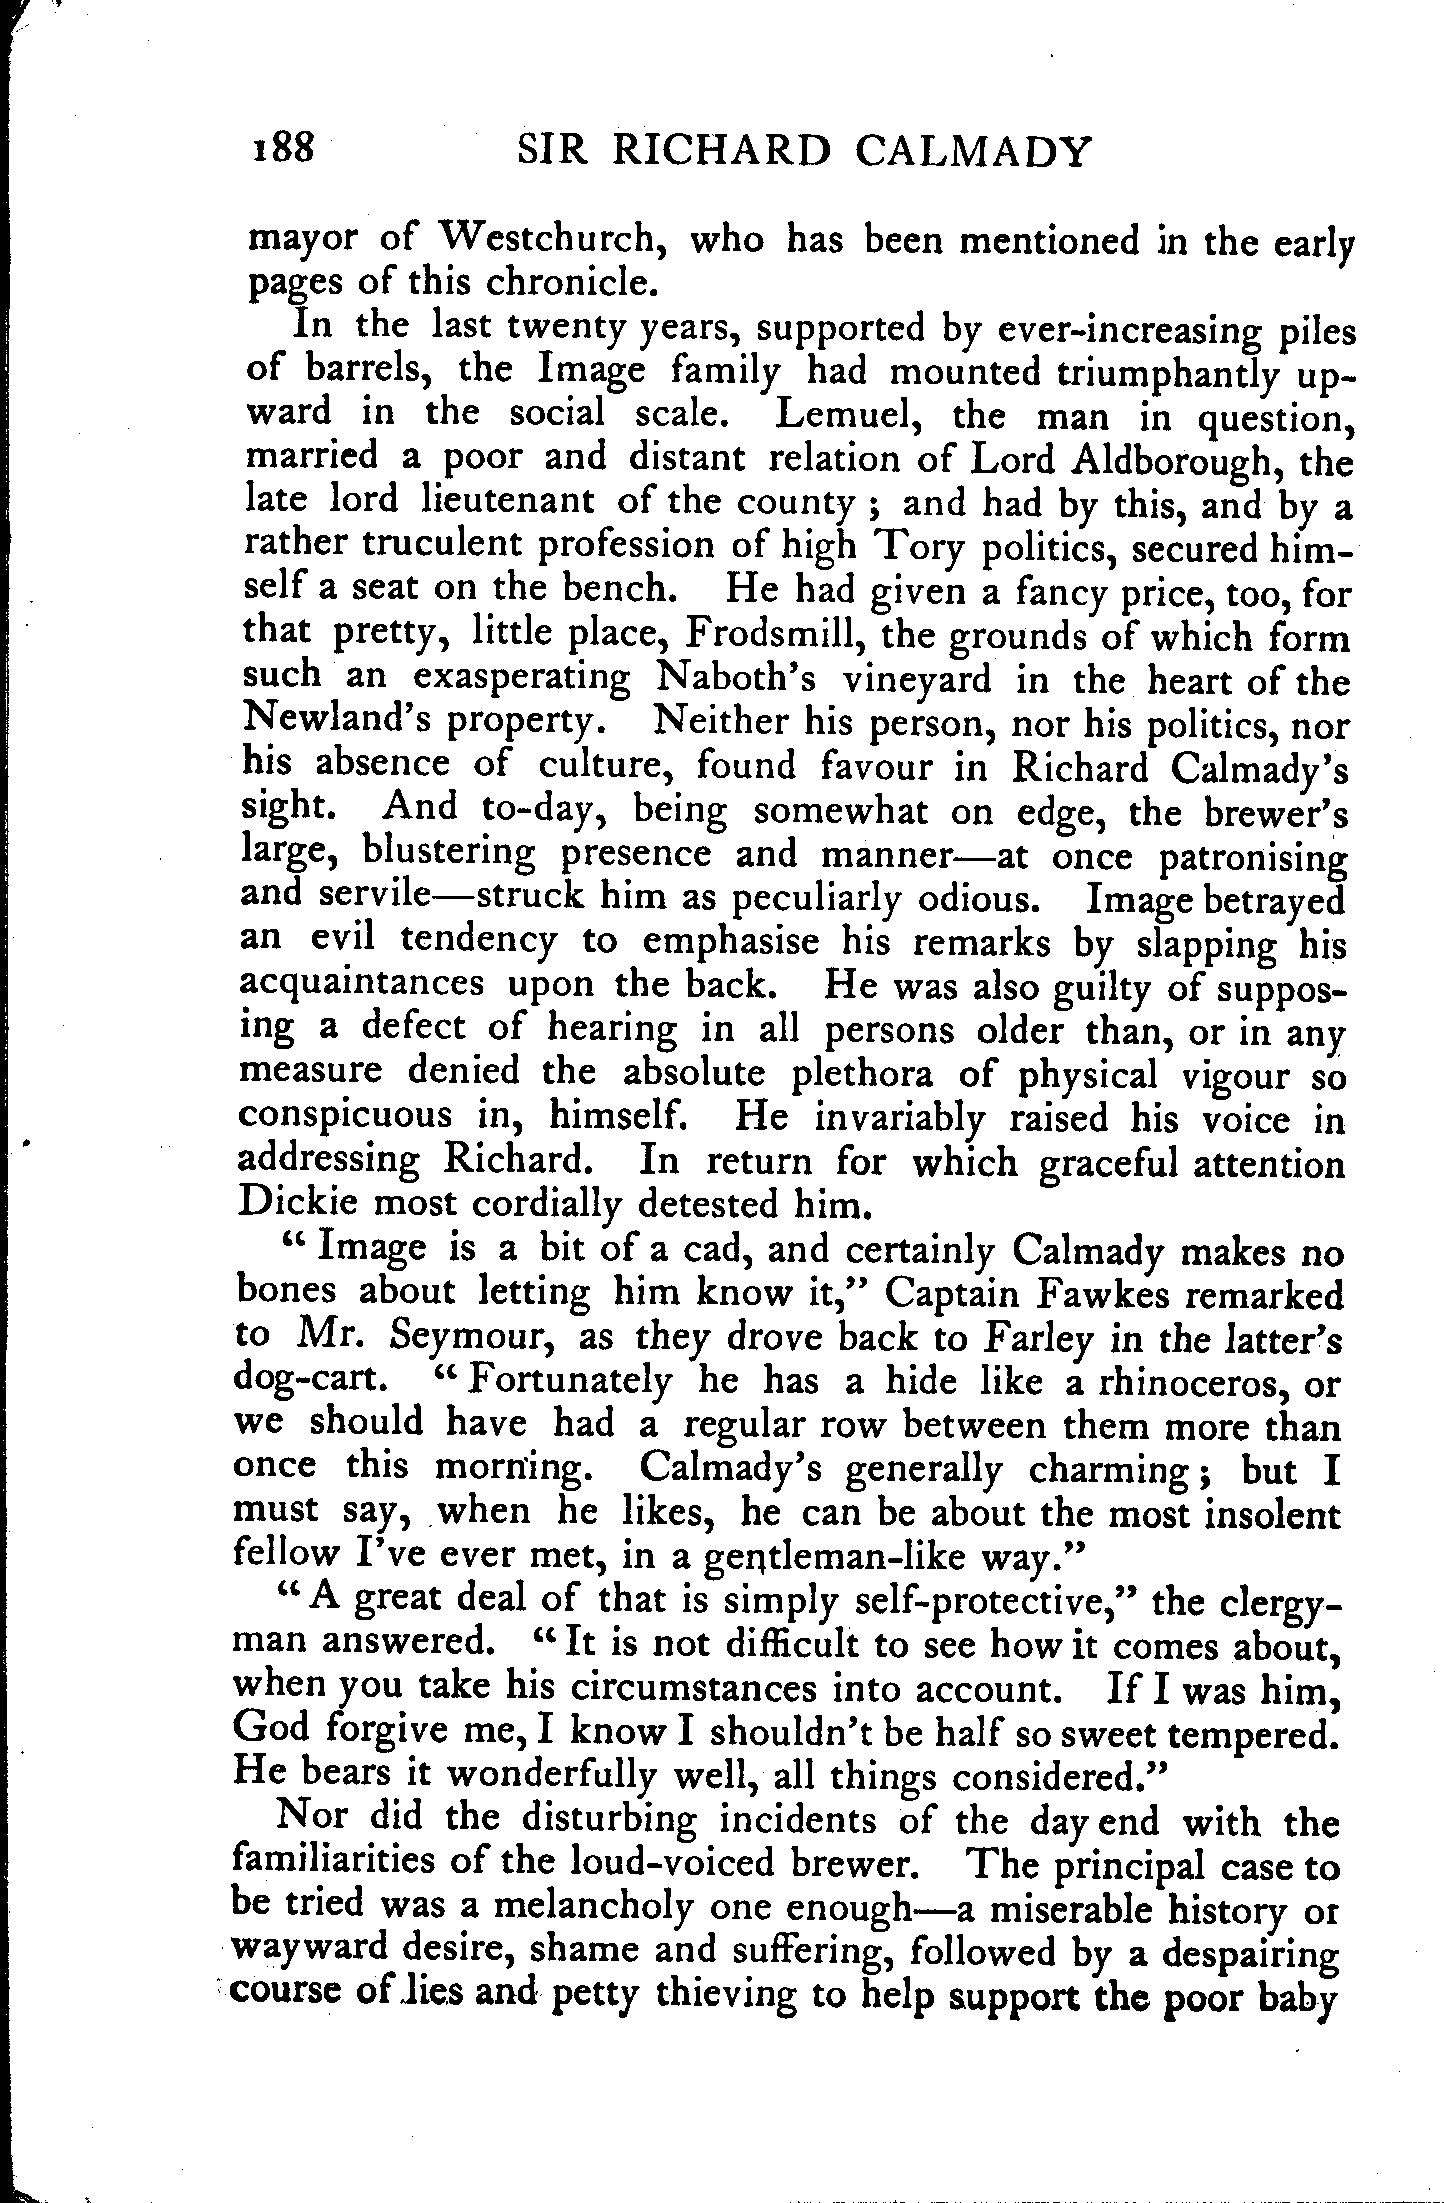 188 SIR RICHARD CALMADY
mayor of Westchurch, who has been mentioned in the early
pages of this chronicle.
In the last twenty years, supported by ever-increasing piles
of barrels, the Image family had mounted triumphantly up-
ward in the social scale. Lemuel, the man in question,
married a poor and distant relation of Lord Aldborough, the
late lord lieutenant of the county ; and had by this, and by a
rather truculent profession of high Tory politics, secured him-
self a seat on the bench. He had given a fancy price, too, for
that pretty, little place, Frodsmill, the grounds of which form
such an exasperating Naboth's vineyard in the heart of the
Newland's property. Neither his person, nor his politics, nor
his absence of culture, found favour in Richard Calmady's
sight. And to-day, being somewhat on edge, the brewer's
large, blustering presence and manner—at once patronising
and servile—struck him as peculiarly odious. Image betrayed
an evil tendency to emphasise his remarks by slapping his
acquaintances upon the back. He was also guilty of suppos-
ing a defect of hearing in all persons older than, or in any
measure denied the absolute plethora of physical vigour so
conspicuous in, himself. He invariably raised his voice in
addressing Richard. In return for which graceful attention
Dickie most cordially detested him.
“ Image is a bit of a cad, and certainly Calmady makes no
bones about letting him know it,” Captain Fawkes remarked
to Mr. Seymour, as they drove back to Farley in the latter's
dog-cart. “ Fortunately he has a hide like a rhinoceros, or
we should have had a regular row between them more than
once this morning. Calmady's generally charming ; but I
must say, when he likes, he can be about the most insolent
fellow I've ever met, in a gentleman-like way.”
“ A great deal of that is simply self-protective,” the clergy-
man answered. “ It is not difficult to see how it comes about,
when you take his circumstances into account. If I was him,
God forgive me, I know I shouldn't be half so sweet tempered.
He bears it wonderfully well, all things considered.”
Nor did the disturbing incidents of the day end with the
familiarities of the loud-voiced brewer. The principal case to
be tried was a melancholy one enough—a miserable history or
wayward desire, shame and suffering, followed by a despairing
course of lies and petty thieving to help support the poor baby